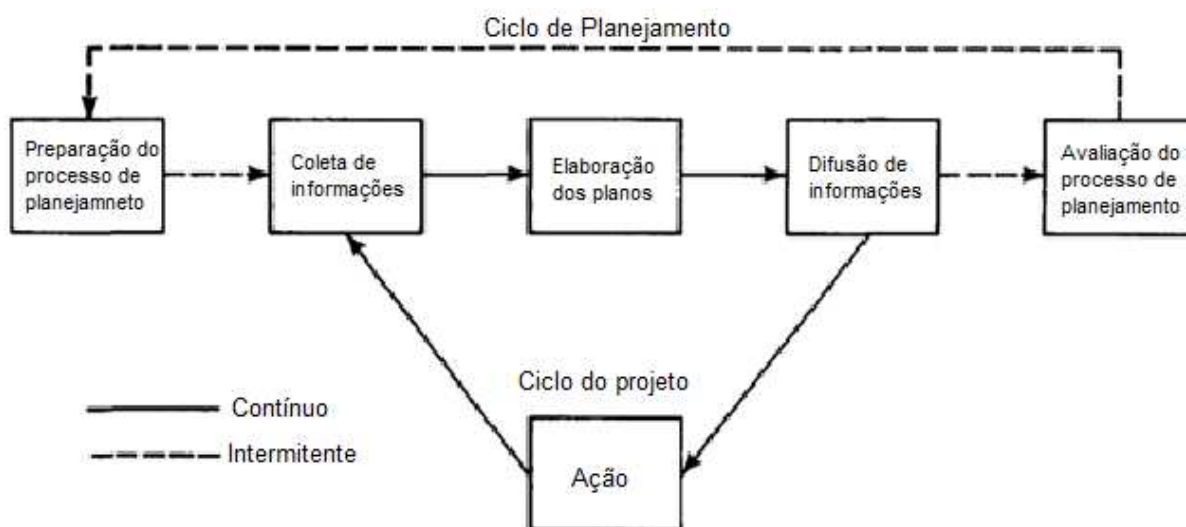 Ciclo de Planejamento
Preparação do
processo de
planejamneto
Coleta de
informações
Elaboração
dos planos
Difusão de
informações
Avaliação do
processo de
planejamento
Ciclo do projeto
Contínuo
Intermitente
Ação